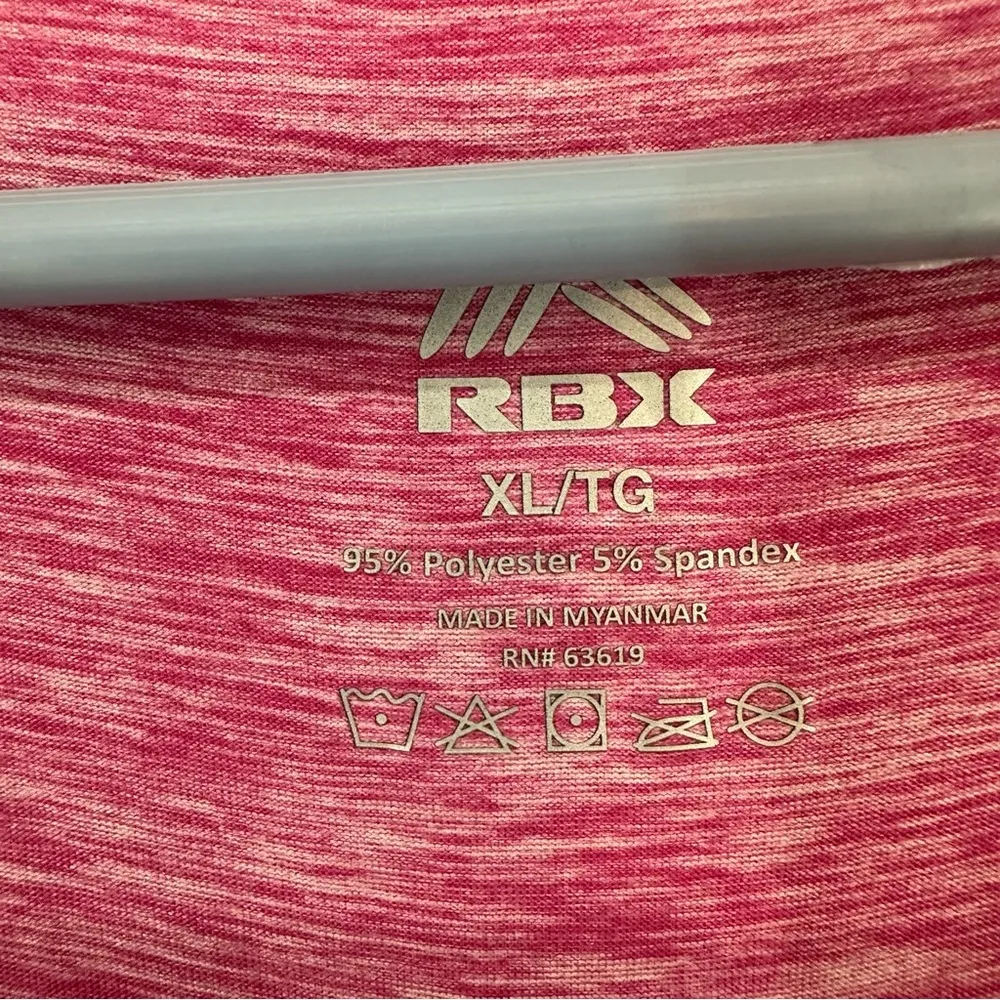 RBX
XL/TG
95% Polyester 5% Spandex
MADE IN MYANMAR
RN# 63619